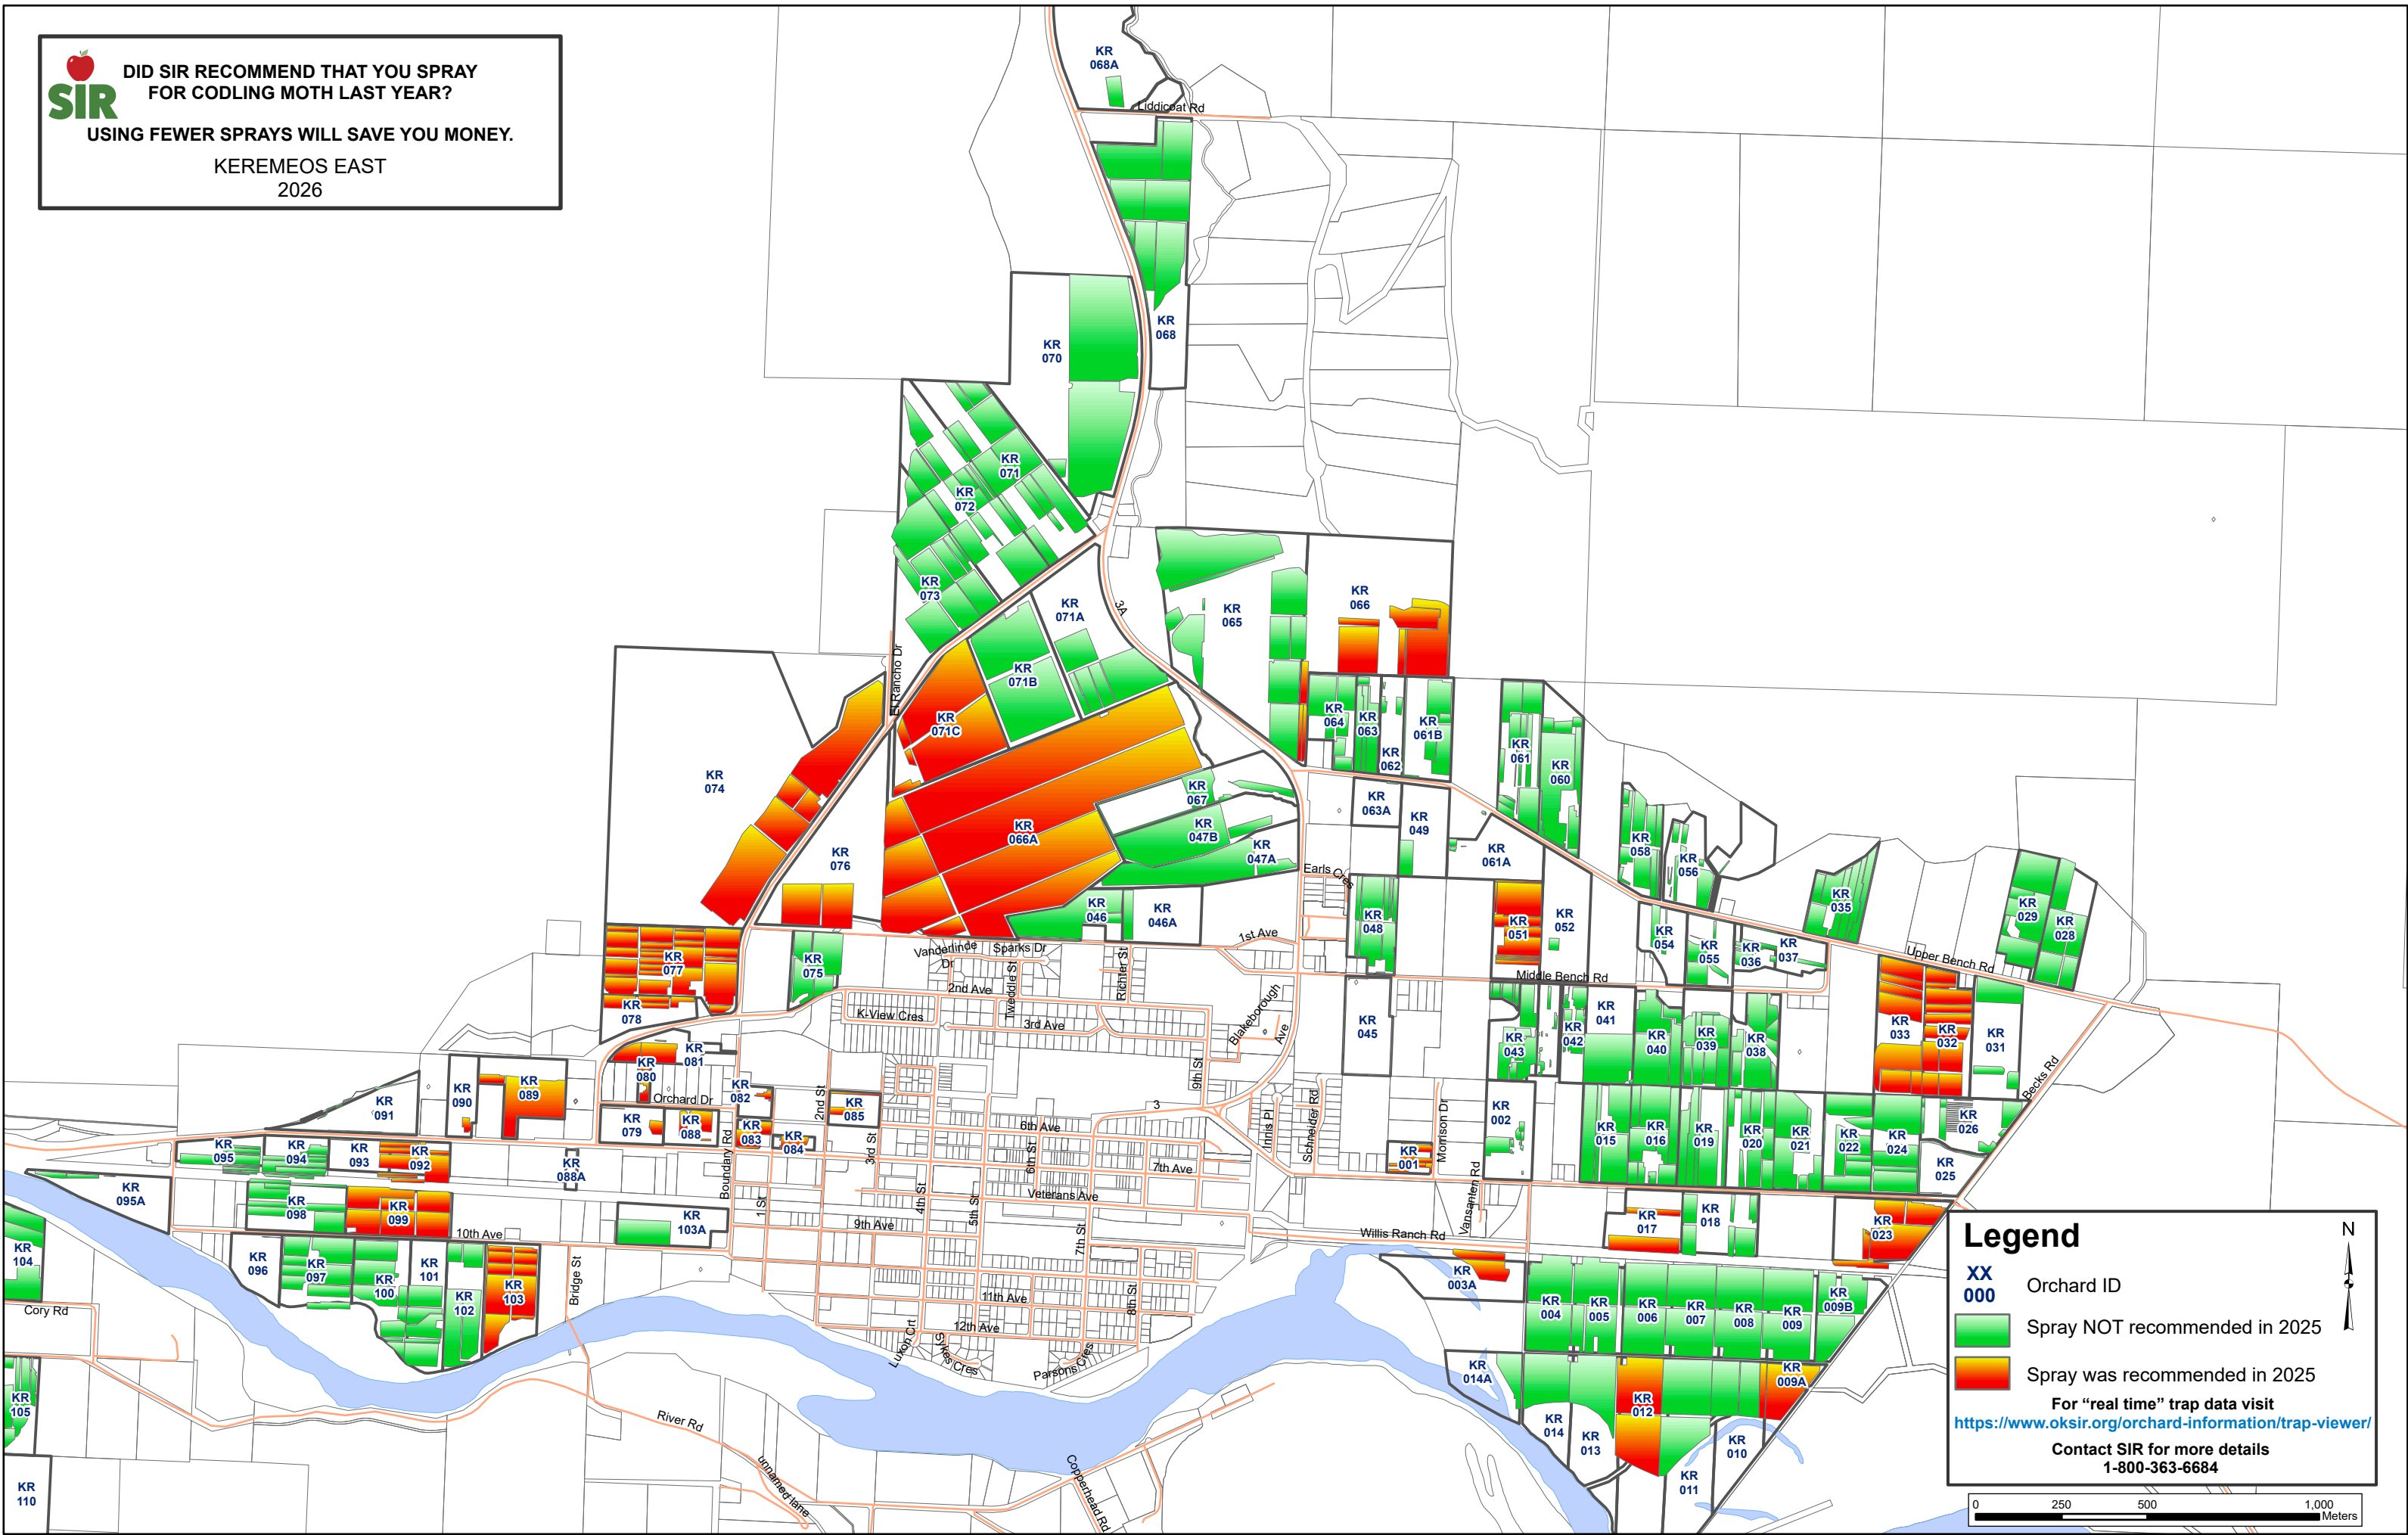 SIR
DID SIR RECOMMEND THAT YOU SPRAY
FOR CODLING MOTH LAST YEAR?
USING FEWER SPRAYS WILL SAVE YOU MONEY.
KEREMEOS EAST
2026
KR
068A
Liddicoat Rd
KR
068
KR
070
KR
071
KR
072
KR
073
KR
071A
3A
KR
065
KR
066
El Rancho Dr
KR
071B
KR
071C
KR
064
KR
063
KR
062
KR
061B
KR
061
KR
060
KR
074
KR
067
KR
063A
KR
049
KR
066A
KR
047B
KR
047A
KR
061A
KR
058
KR
056
KR
076
Earls Cres
KR
035
KR
029
KR
028
KR
046
KR
046A
KR
048
KR
051
KR
052
KR
054
KR
055
KR
036
KR
037
Upper Bench Rd
KR
077
KR
075
Vanderlinde
Dr
Sparks Dr
1st Ave
Middle Bench Rd
Tweddle St
Richter St
2nd Ave
KR
078
K-View Cres
3rd Ave
Blakeborough
Ave
KR
045
KR
043
KR
042
KR
041
KR
040
KR
039
KR
038
KR
033
KR
032
KR
031
Becks Rd
KR
081
KR
080
KR
082
Orchard Dr
KR
079
KR
088
KR
083
KR
084
2nd St
KR
085
3rd St
9th St
3
KR
091
KR
090
KR
089
6th Ave
Innis Pl
Schneider Rd
Morrison Dr
KR
002
KR
015
KR
016
KR
019
KR
020
KR
021
KR
022
KR
024
KR
026
KR
025
KR
095
KR
094
KR
093
KR
092
KR
088A
Boundary Rd
6th St
7th Ave
KR
001
Vansanten Rd
KR
095A
KR
098
KR
099
KR
103A
1 St
4th St
5th St
Veterans Ave
9th Ave
7th St
Willis Ranch Rd
KR
017
KR
018
KR
023
10th Ave
KR
104
KR
096
KR
097
KR
100
KR
101
KR
102
KR
103
Bridge St
Cory Rd
11th Ave
12th Ave
8th St
Luxon Crt
Sykes Cres
Parsons Cres
KR
003A
KR
004
KR
005
KR
006
KR
007
KR
008
KR
009
KR
009B
KR
014A
KR
009A
KR
012
KR
014
KR
013
KR
010
KR
011
KR
105
KR
110
River Rd
unnamed lane
Copperhead Rd
Legend
N
XX
000
Orchard ID
Spray NOT recommended in 2025
Spray was recommended in 2025
For “real time” trap data visit
https://www.oksir.org/orchard-information/trap-viewer/
Contact SIR for more details
1-800-363-6684
0 250 500 1,000
Meters